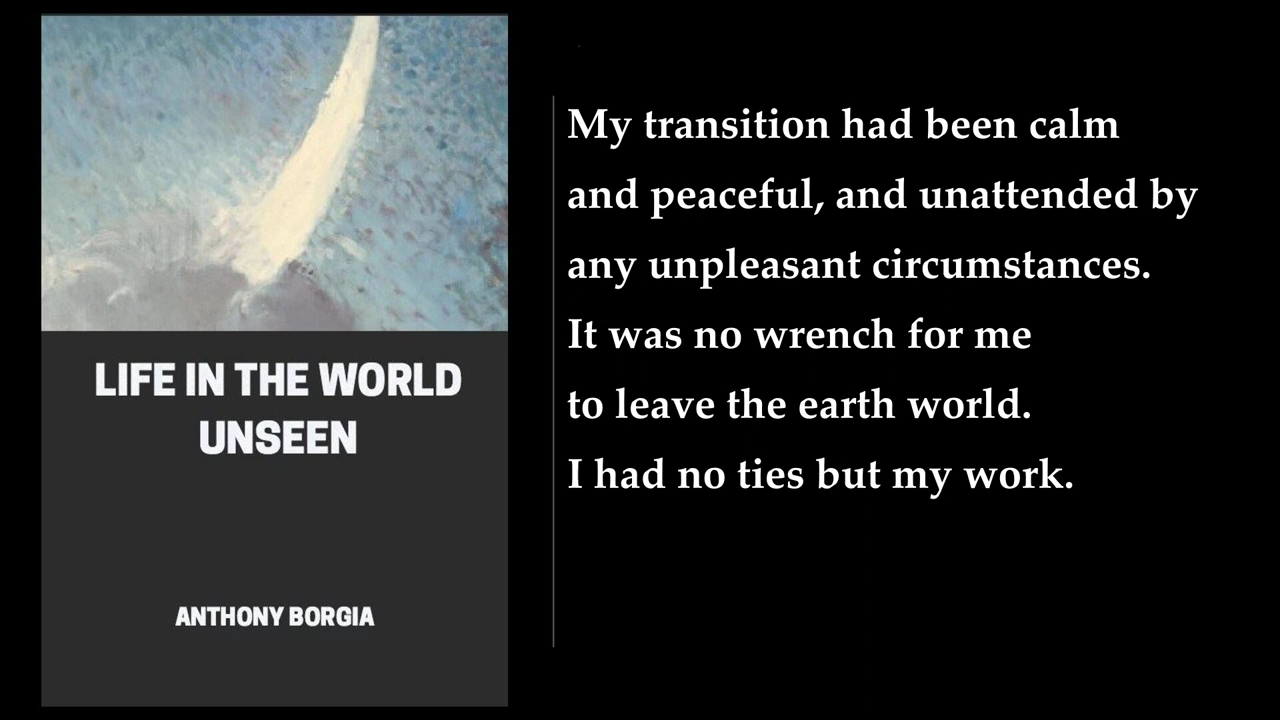 LIFE IN THE WORLD
UNSEEN
ANTHONY BORGIA
My transition had been calm
and peaceful, and unattended by
any unpleasant circumstances.
It was no wrench for me
to leave the earth world.
I had no ties but my work.